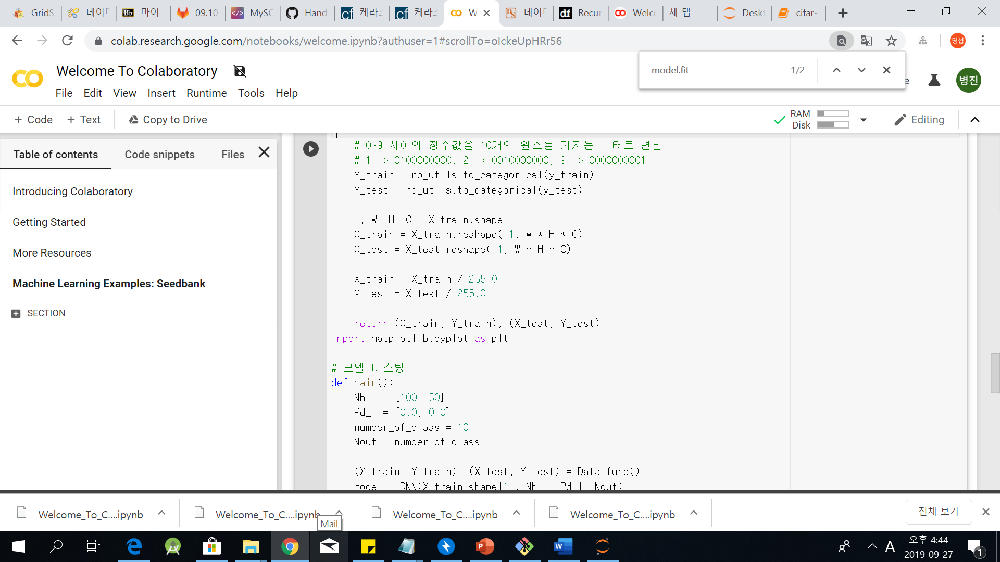 GridS
데이터
마이
09.10
MySC
Hand
케라스
케라스
W
데이터
Recur
Welco
새 탭
Deskt
cifar-
colab.research.google.com/notebooks/welcome.ipynb?authuser=1#scrollTo=oIckeUpHRr56
명섭
model.fit 1/2
Welcome To Colaboratory
File Edit View Insert Runtime Tools Help
병진
+ Code + Text Copy to Drive
RAM
Disk
Editing
Table of contents Code snippets Files
Introducing Colaboratory
Getting Started
More Resources
Machine Learning Examples: Seedbank
SECTION
# 0~9 사이의 정수값을 10개의 원소를 가지는 벡터로 변환
# 1 -> 0100000000, 2 -> 0010000000, 9 -> 0000000001
Y_train = np_utils.to_categorical(y_train)
Y_test = np_utils.to_categorical(y_test)
L, W, H, C = X_train.shape
X_train = X_train.reshape(-1, W * H * C)
X_test = X_test.reshape(-1, W * H * C)
X_train = X_train / 255.0
X_test = X_test / 255.0
return (X_train, Y_train), (X_test, Y_test)
import matplotlib.pyplot as plt
# 모델 테스팅
def main():
Nh_l = [100, 50]
Pd_l = [0.0, 0.0]
number_of_class = 10
Nout = number_of_class
(X_train, Y_train), (X_test, Y_test) = Data_func()
model = DNN(X_train.shape[1], Nh_l, Pd_l, Nout)
Welcome_To_C....ipynb
Welcome_To_C....ipynb
Welcome_To_C....ipynb
Welcome_To_C....ipynb
전체 보기
Mail
A
오후 4:44
2019-09-27
1